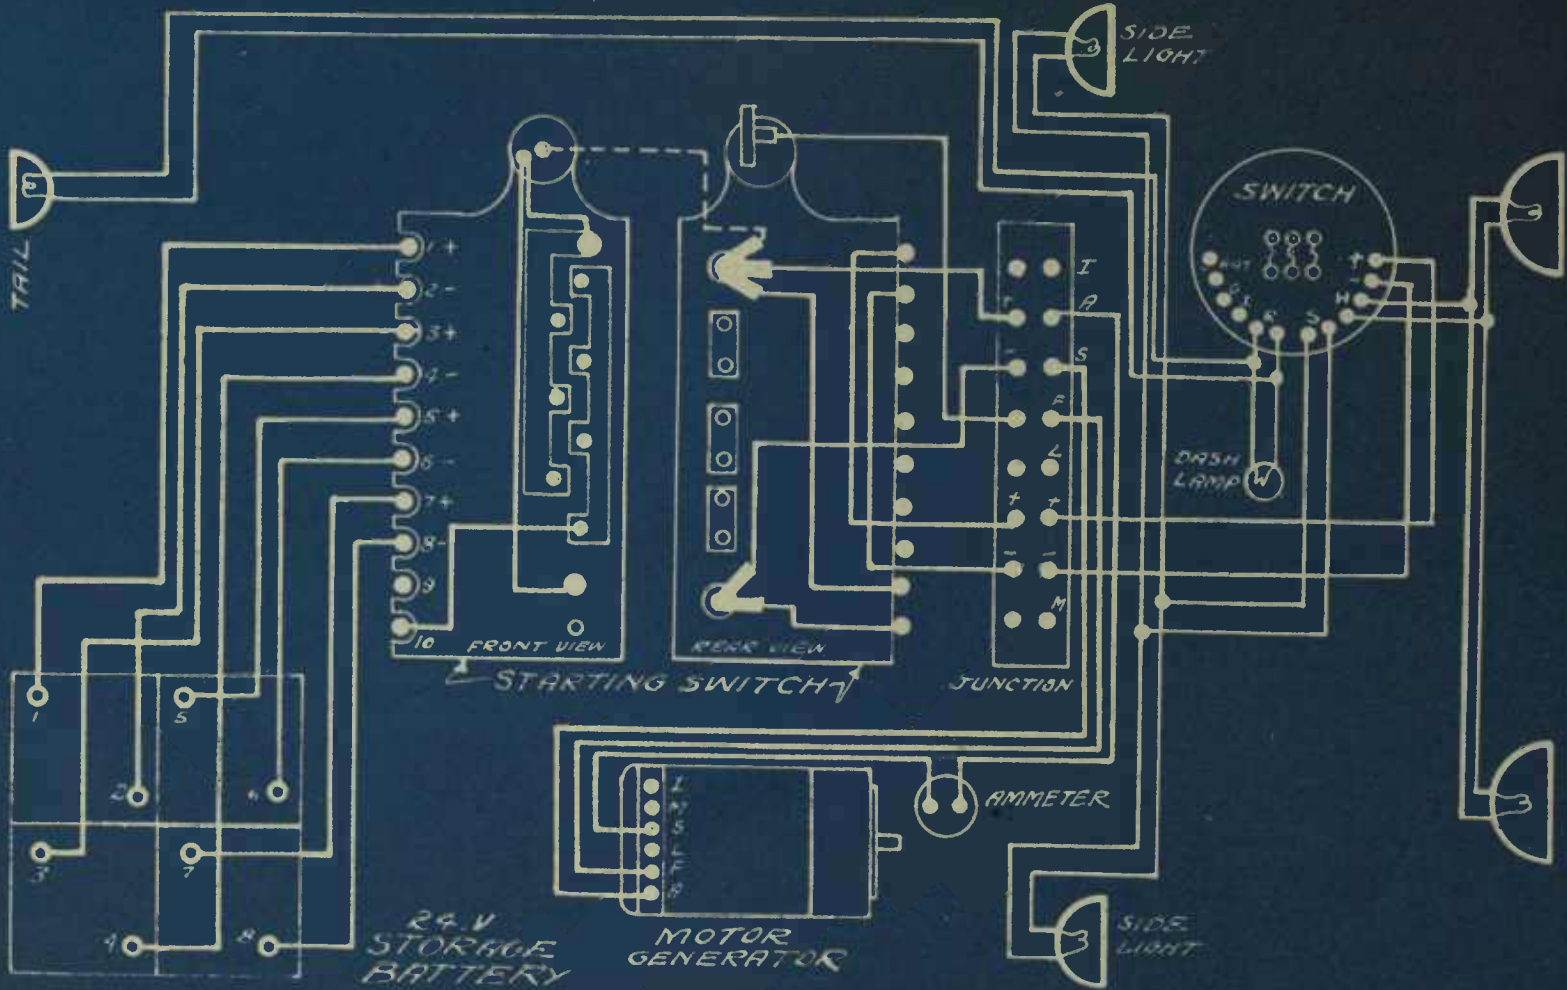 SIDE
LIGHT
TAIL
SWITCH
1+
2-
3+
4-
5+
6-
7+
8-
9
10
+
-
H
S
R
I
A
S
F
L
+ +
- -
M
DASH
LAMP
FRONT VIEW
REAR VIEW
STARTING SWITCH
JUNCTION
1
5
2
6
3
7
4
8
24 V
STORAGE
BATTERY
I
M
S
L
F
A
MOTOR
GENERATOR
AMMETER
SIDE
LIGHT